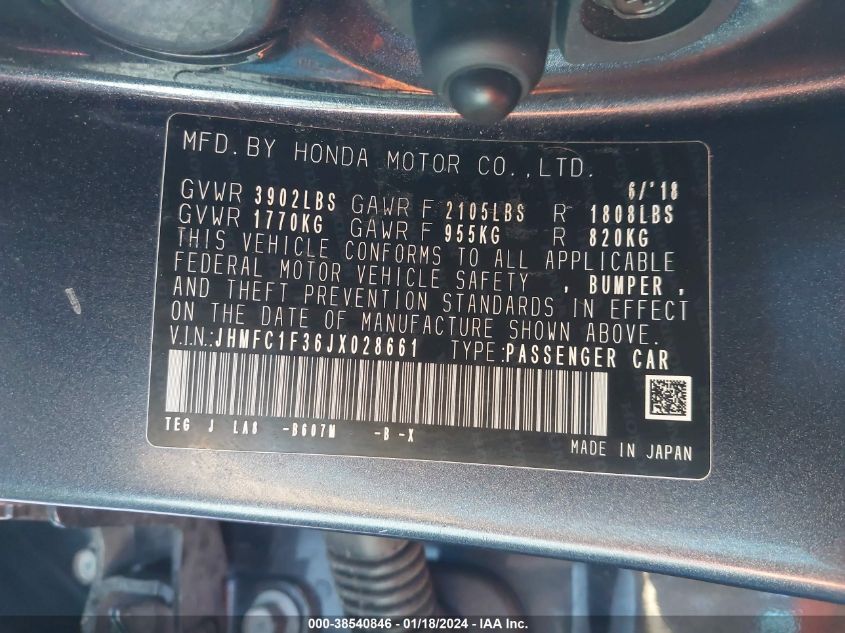 MFD. BY HONDA MOTOR CO., LTD.
6/'18
GVWR 3902LBS GAWR F 2105LBS R 1808LBS
GVWR 1770KG GAWR F 955KG R 820KG
THIS VEHICLE CONFORMS TO ALL APPLICABLE
FEDERAL MOTOR VEHICLE SAFETY , BUMPER ,
AND THEFT PREVENTION STANDARDS IN EFFECT
ON THE DATE OF MANUFACTURE SHOWN ABOVE.
V.I.N.:JHMFC1F36JX028661 TYPE:PASSENGER CAR
TEG J LA8 -B607M -B -X
MADE IN JAPAN
000-38540846 - 01/18/2024 - IAA Inc.